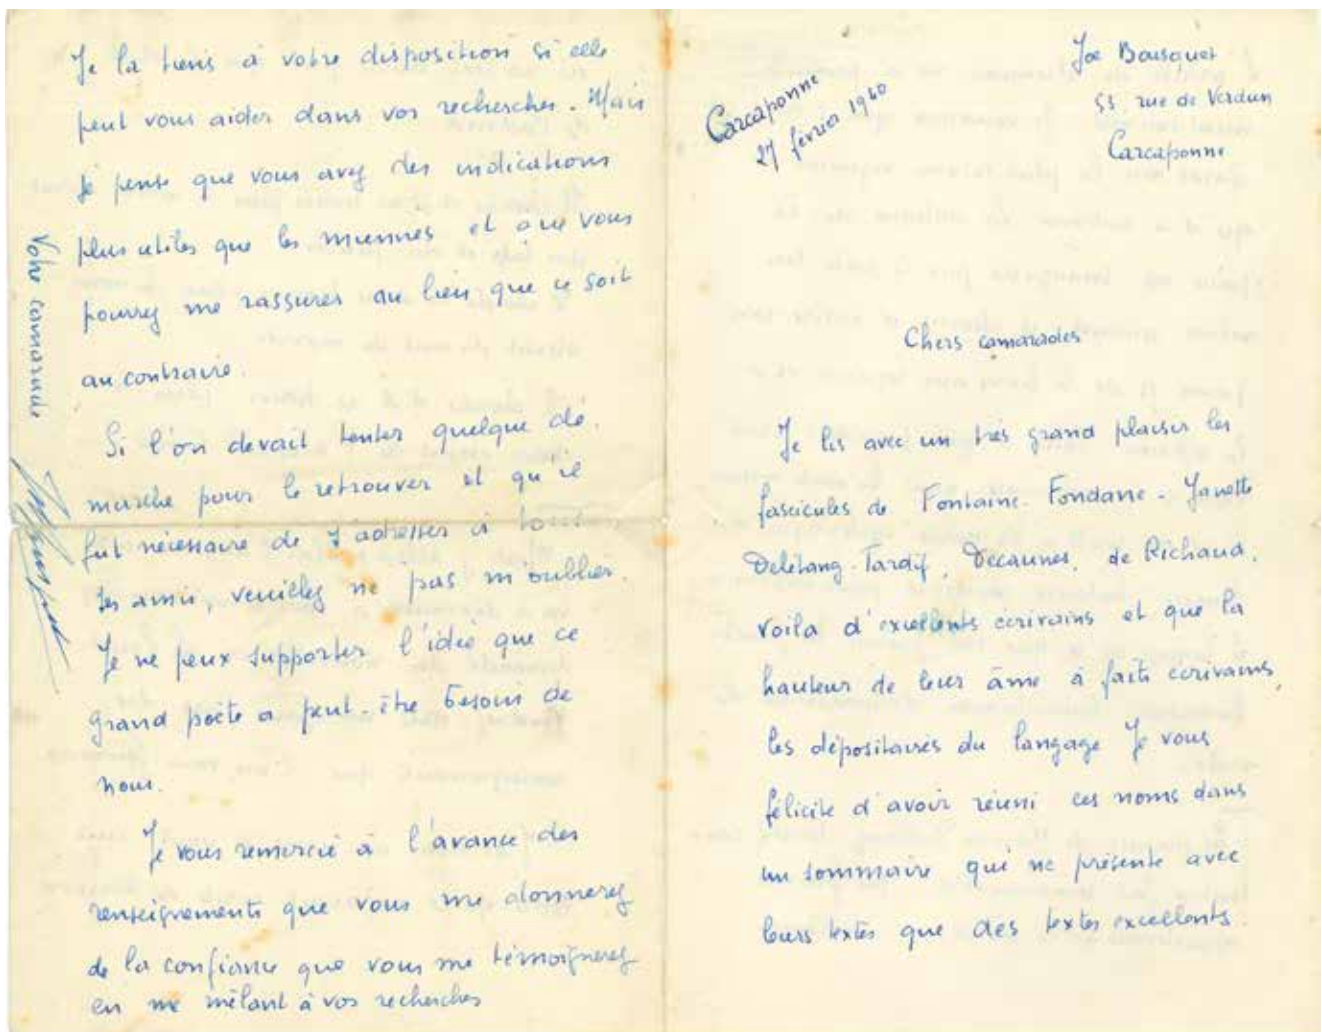 Joe Bousquet
53, rue de Verdun
Carcassonne
Carcassonne
27 février 1940
Chers camarades
Je lis avec un très grand plaisir les
fascicules de Fontaine. Fondane - Yanette
Delétang-Tardif, Decaunes, de Richaud,
voila d'excellents écrivains et que la
hauteur de leur âme a faits écrivains,
les dépositaires du langage Je vous
félicite d'avoir réuni ces noms dans
un sommaire qui ne présente avec
leurs textes que des textes excellents.
Je la tiens à votre disposition si elle
peut vous aider dans vos recherches. Mais
je pense que vous avez des indications
plus utiles que les miennes et que vous
pourrez me rassurer au lieu que ce soit
au contraire.
Si l'on devait tenter quelque dé
marche pour le retrouver et qu'il
fut nécessaire de s'adresser à tous
ses amis, veuillez ne pas m'oublier.
Je ne peux supporter l'idée que ce
grand poète a peut-être besoin de
nous.
Je vous remercie à l'avance des
renseignements que vous me donnerez
de la confiance que vous me témoignerez
en me mêlant à vos recherches
Votre camarade